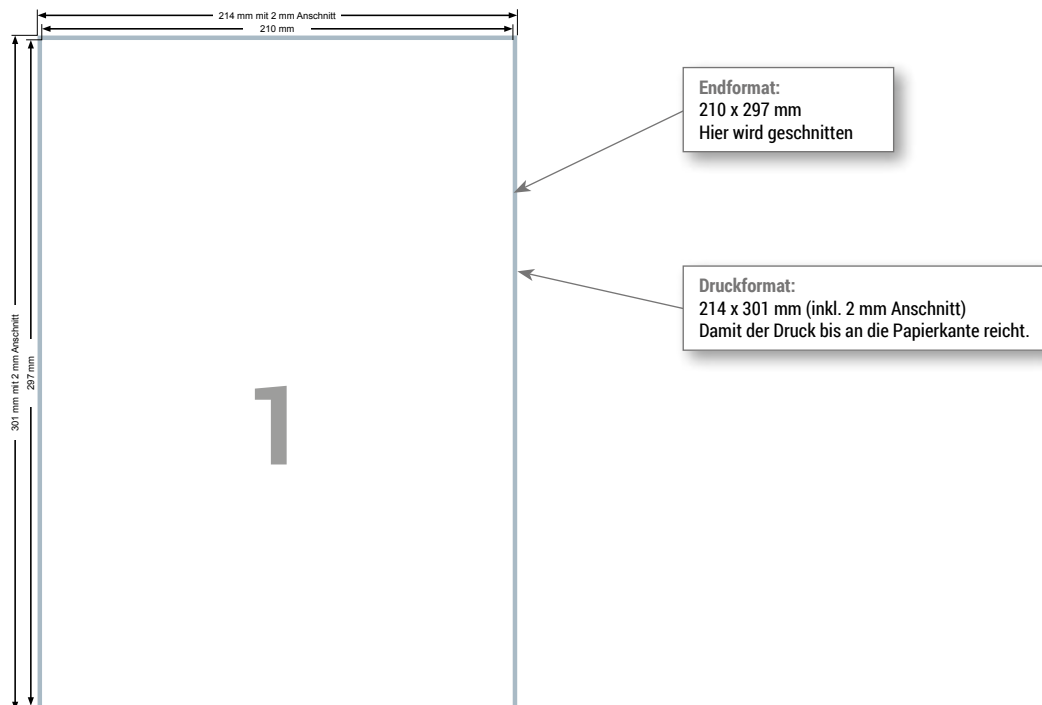 214 mm mit 2 mm Anschnitt
210 mm
301 mm mit 2 mm Anschnitt
297 mm
1
Endformat:
210 x 297 mm
Hier wird geschnitten
Druckformat:
214 x 301 mm (inkl. 2 mm Anschnitt)
Damit der Druck bis an die Papierkante reicht.